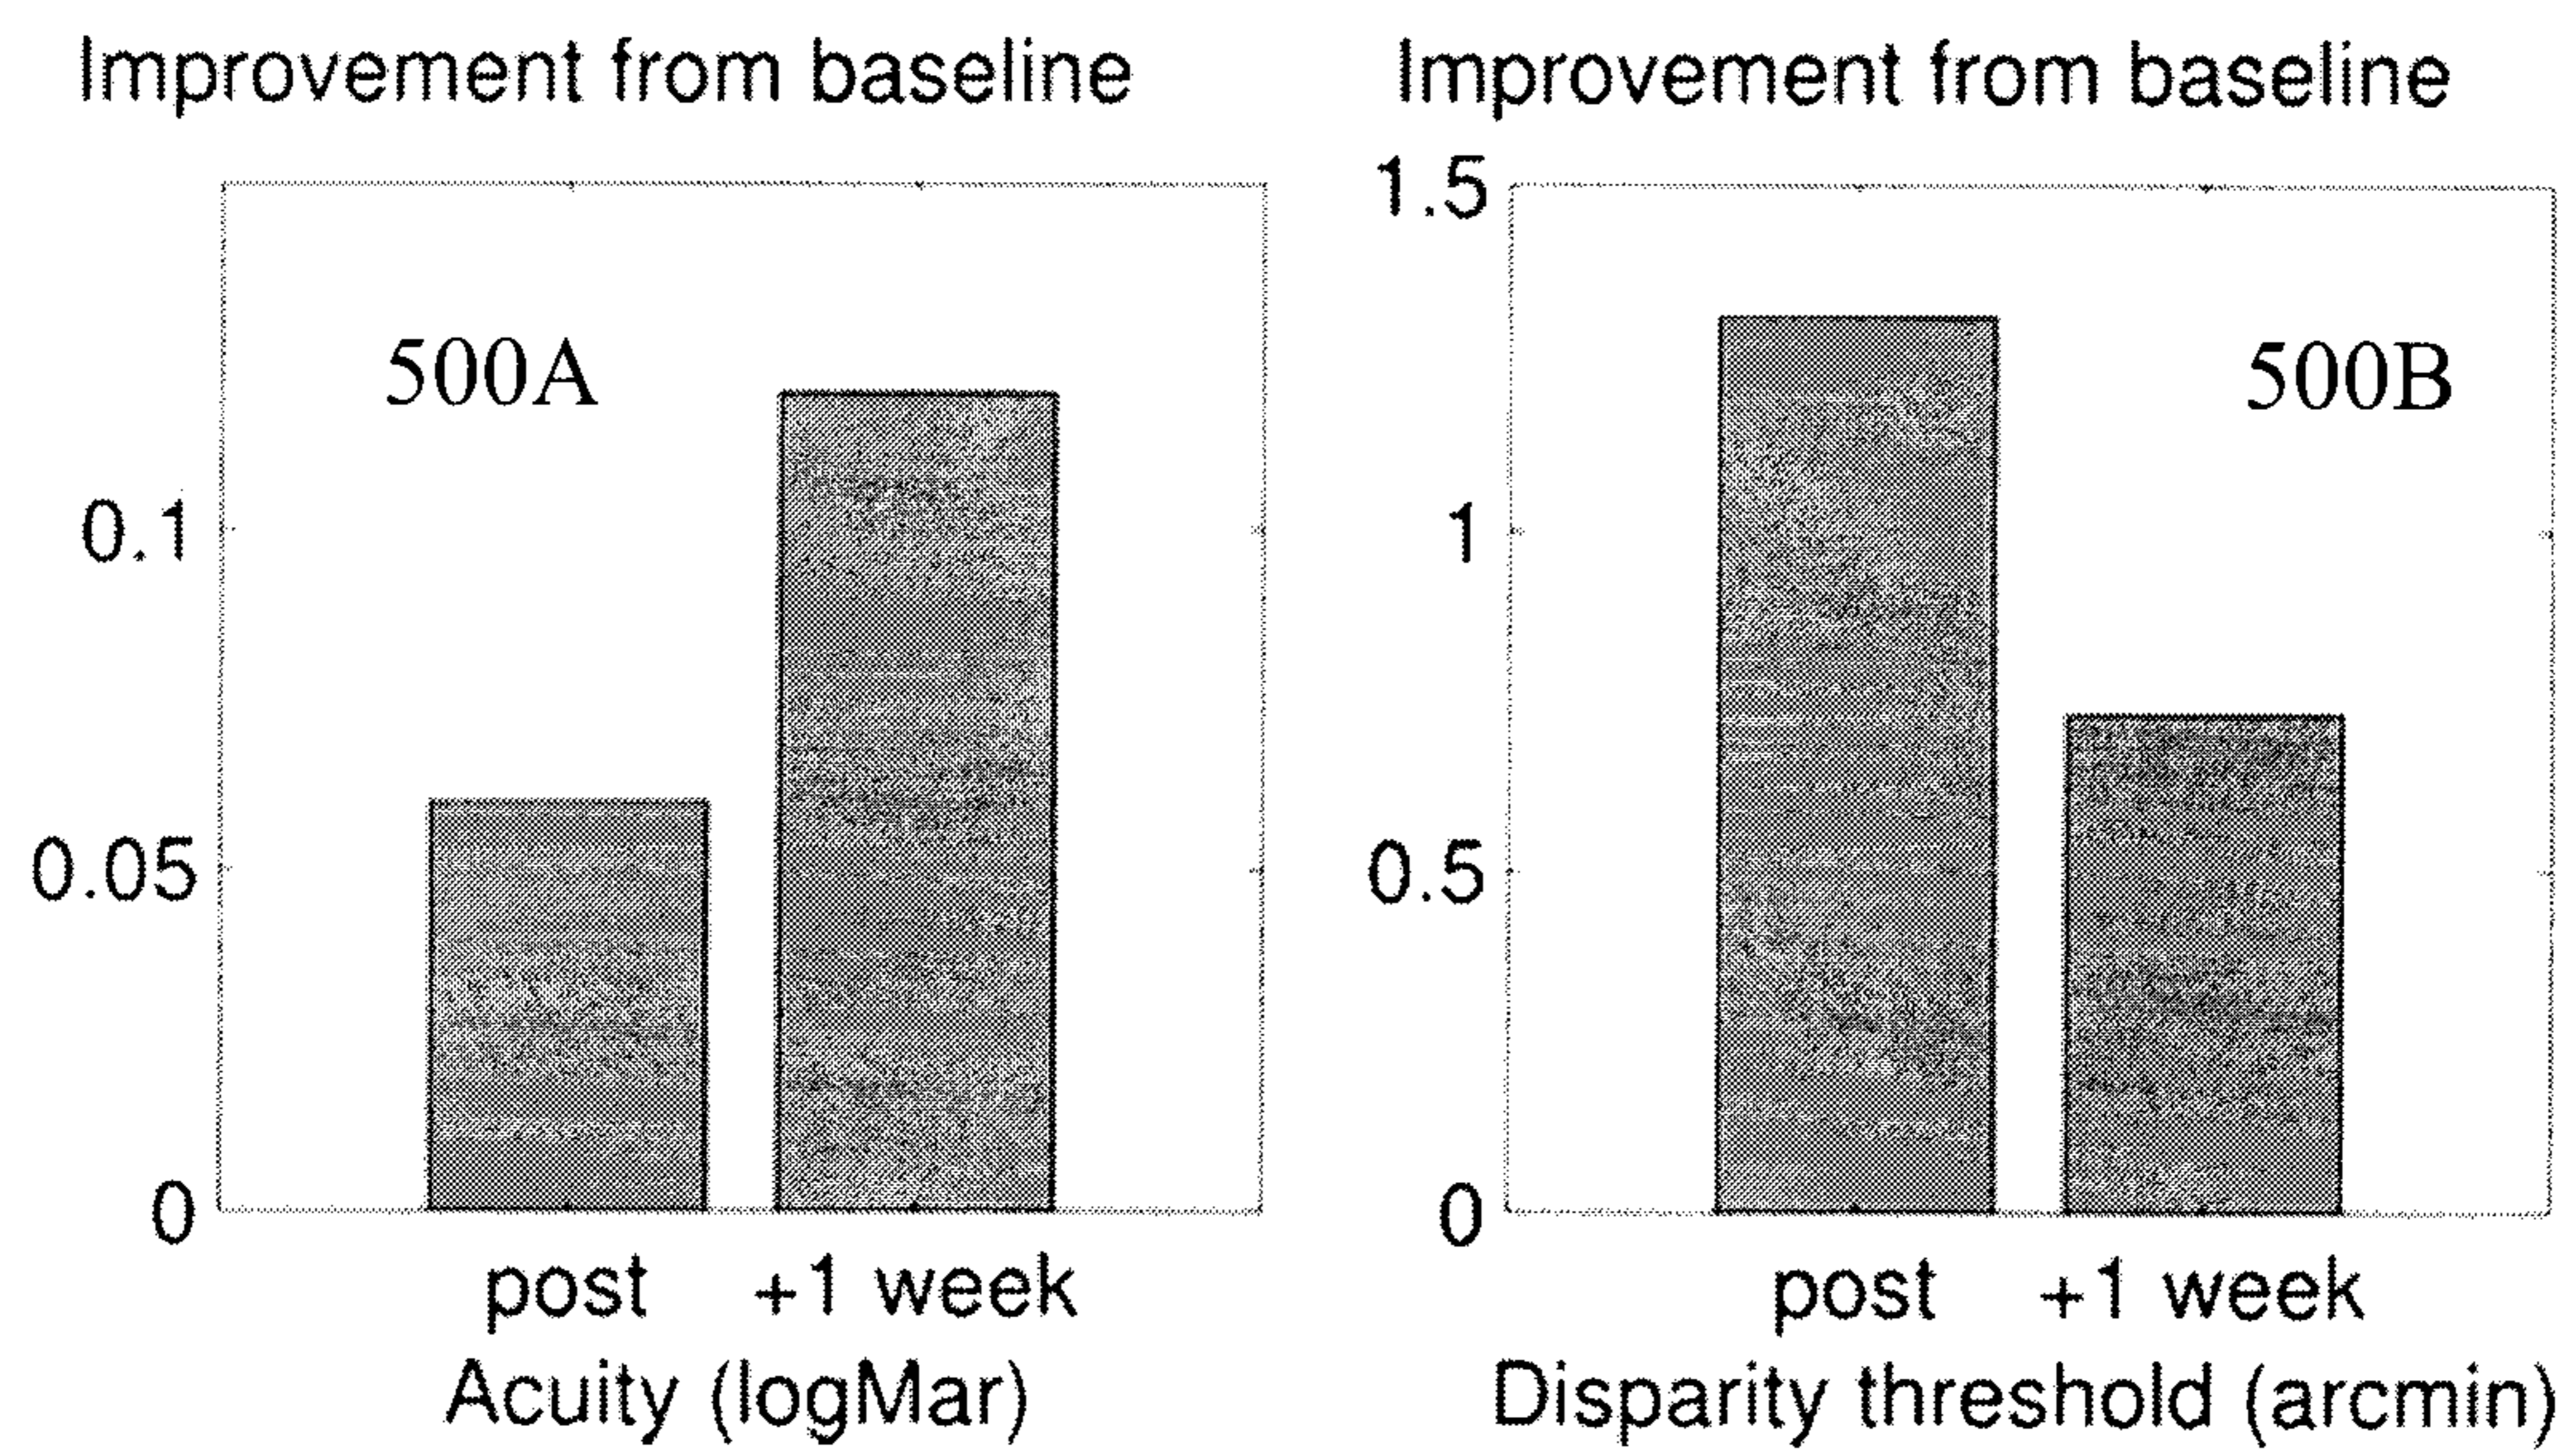 Improvement from baseline
500A
0.1
0.05
0
post +1 week
Acuity (logMar)
Improvement from baseline
1.5
500B
1
0.5
0
post +1 week
Disparity threshold (arcmin)